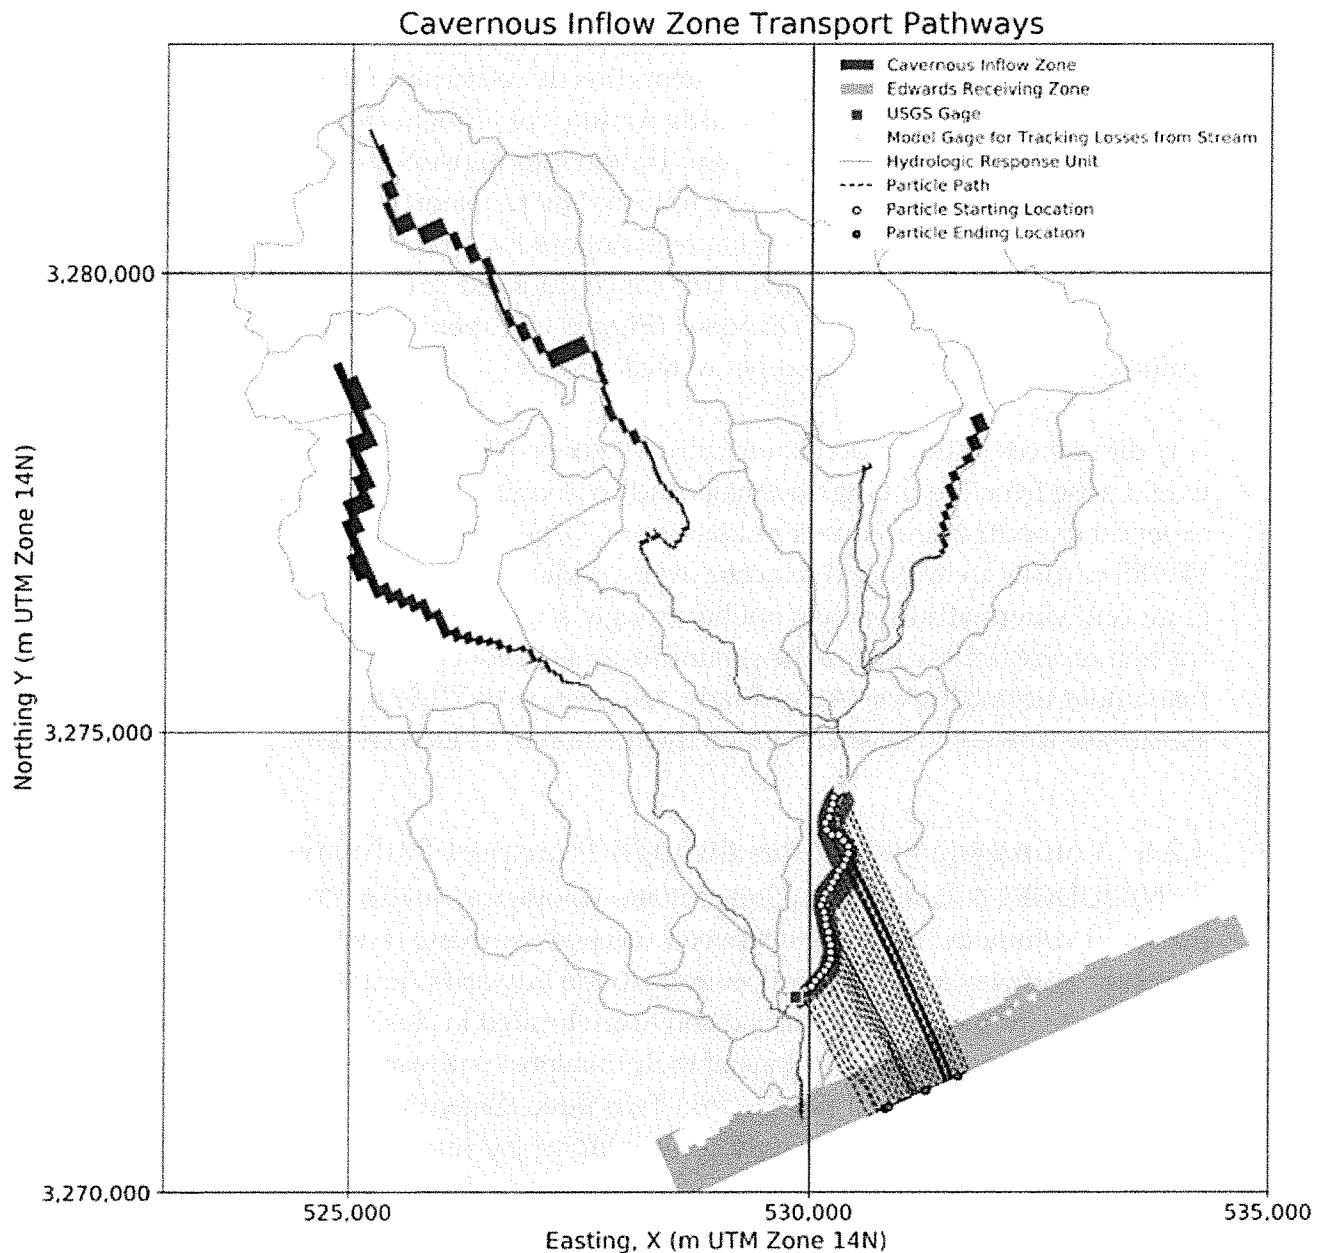 Cavernous Inflow Zone Transport Pathways
Cavernous Inflow Zone
Edwards Receiving Zone
USGS Gage
Model Gage for Tracking Losses from Stream
Hydrologic Response Unit
Particle Path
Particle Starting Location
Particle Ending Location
3,280,000
3,275,000
3,270,000
Northing Y (m UTM Zone 14N)
525,000
530,000
535,000
Easting, X (m UTM Zone 14N)